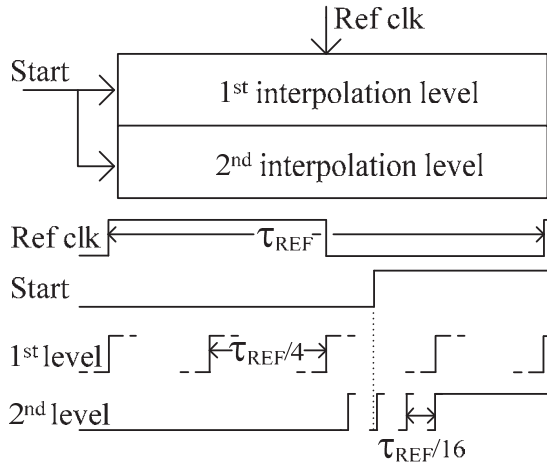 Ref clk
Start
1st interpolation level
2nd interpolation level
Ref clk
τREF
Start
1st level
τREF/4
2nd level
τREF/16